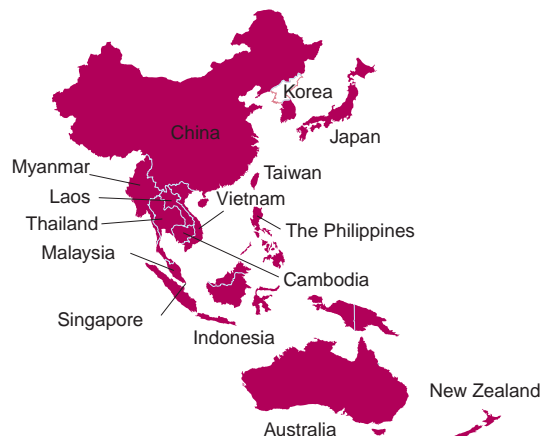 Korea
China
Japan
Myanmar
Taiwan
Laos
Vietnam
Thailand
The Philippines
Malaysia
Cambodia
Singapore
Indonesia
New Zealand
Australia